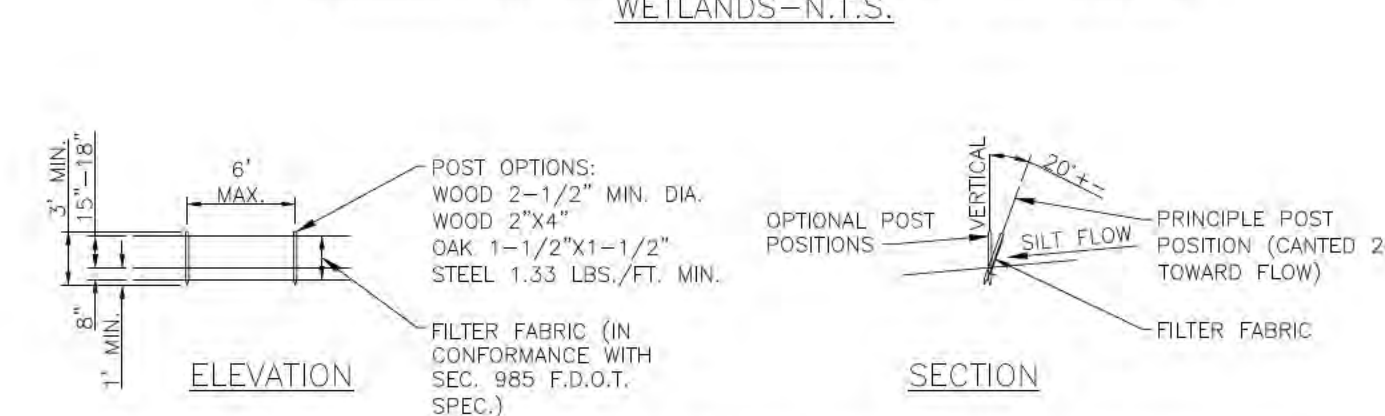 WETLANDS-N.T.S.
3' MIN.
15"-18"
6'
MAX.
8"
1' MIN.
POST OPTIONS:
WOOD 2-1/2" MIN. DIA.
WOOD 2"X4"
OAK 1-1/2"X1-1/2"
STEEL 1.33 LBS./FT. MIN.
FILTER FABRIC (IN
CONFORMANCE WITH
SEC. 985 F.D.O.T.
SPEC.)
ELEVATION
VERTICAL
20°+-
OPTIONAL POST
POSITIONS
SILT FLOW
PRINCIPLE POST
POSITION (CANTED 2
TOWARD FLOW)
FILTER FABRIC
SECTION